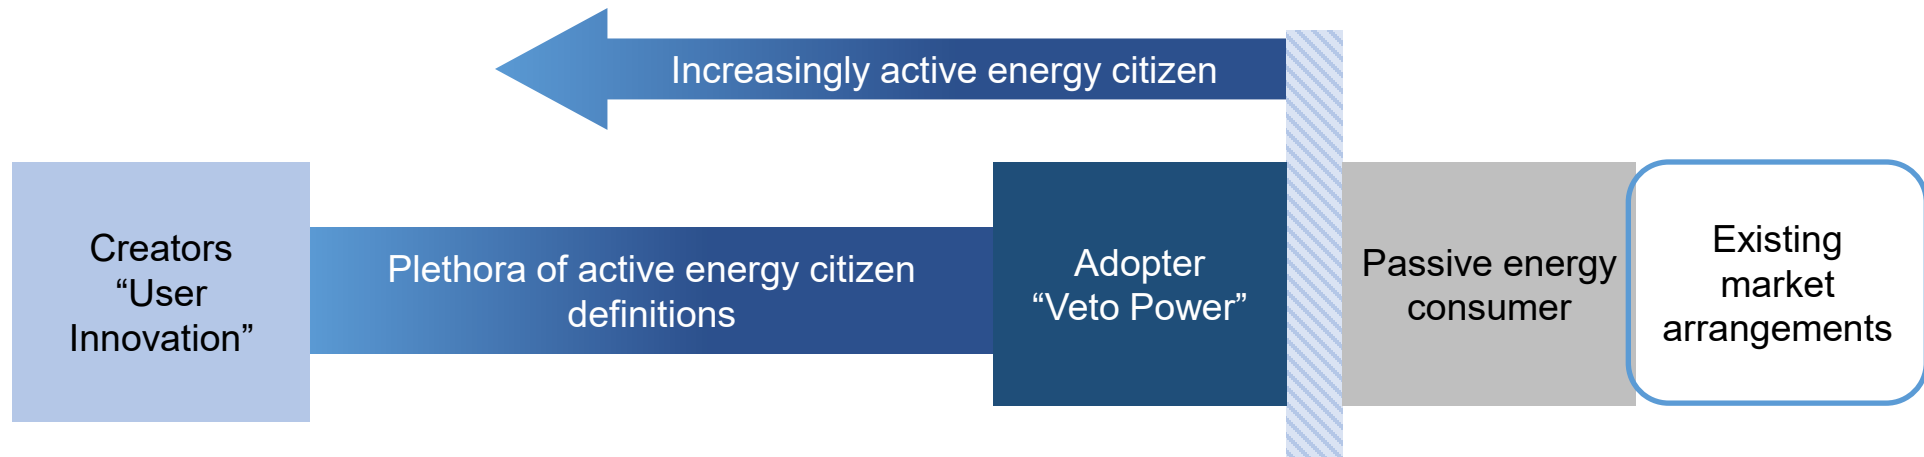 Increasingly active energy citizen
Creators
“User
Innovation”
Plethora of active energy citizen
definitions
Adopter
“Veto Power”
Passive energy
consumer
Existing
market
arrangements